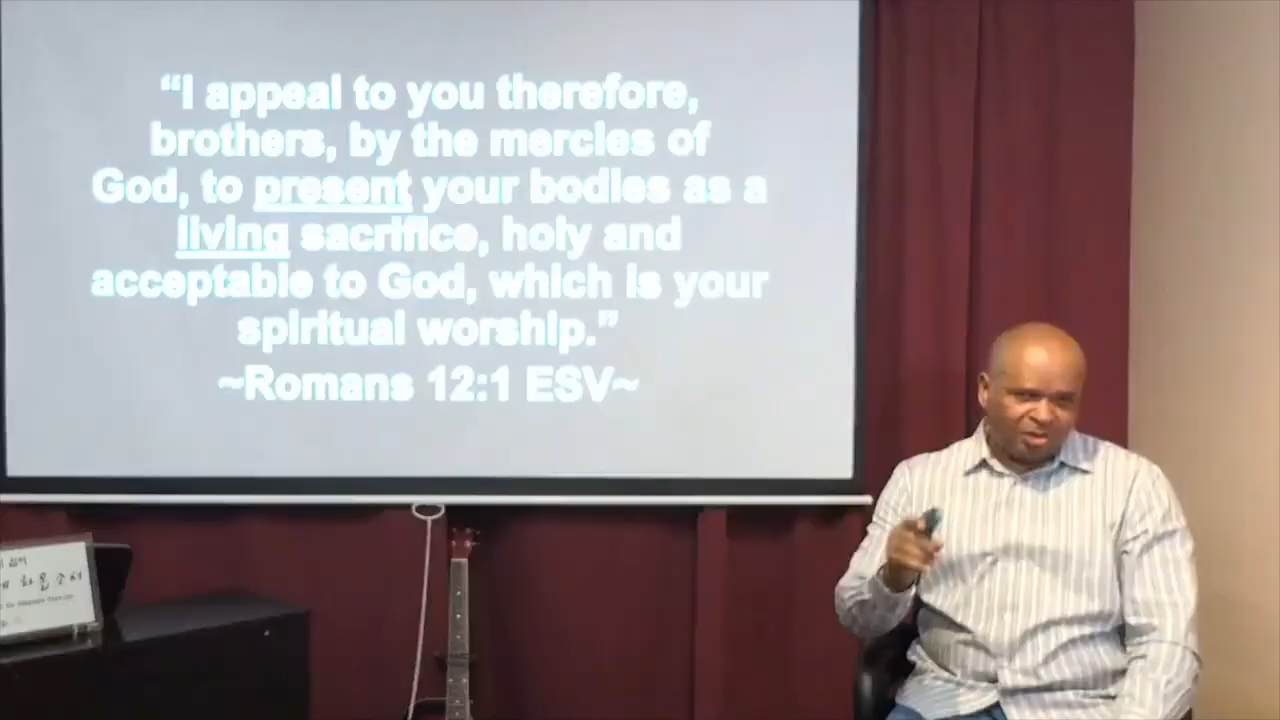 “I appeal to you therefore,
brothers, by the mercies of
God, to present your bodies as a
living sacrifice, holy and
acceptable to God, which is your
spiritual worship.”
~Romans 12:1 ESV~